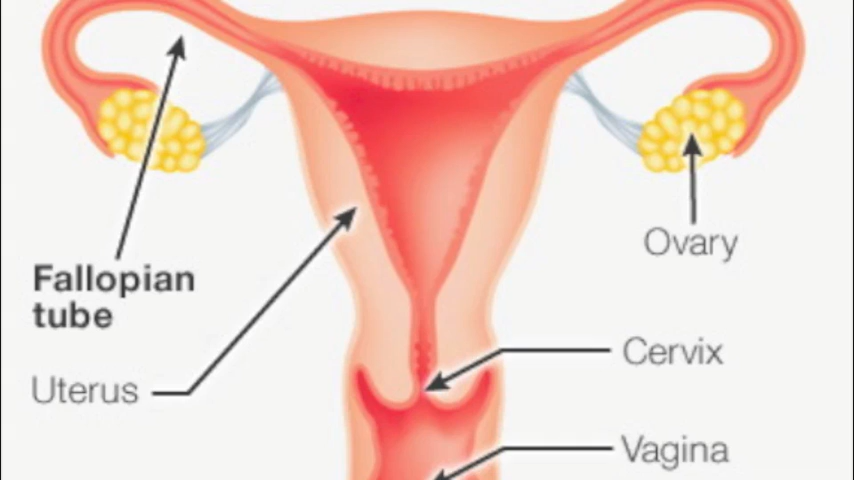 Fallopian
tube
Uterus
Ovary
Cervix
Vagina